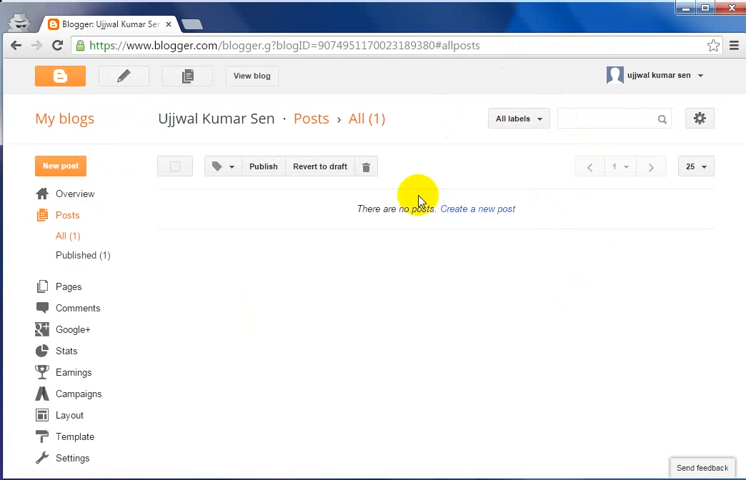 Blogger: Ujjwal Kumar Sen
https://www.blogger.com/blogger.g?blogID=9074951170023189380#allposts
View blog
ujjwal kumar sen
My blogs
Ujjwal Kumar Sen · Posts › All (1)
All labels
New post
Publish
Revert to draft
1
25
Overview
There are no posts. Create a new post
Posts
All (1)
Published (1)
Pages
Comments
Google+
Stats
Earnings
Campaigns
Layout
Template
Settings
Send feedback